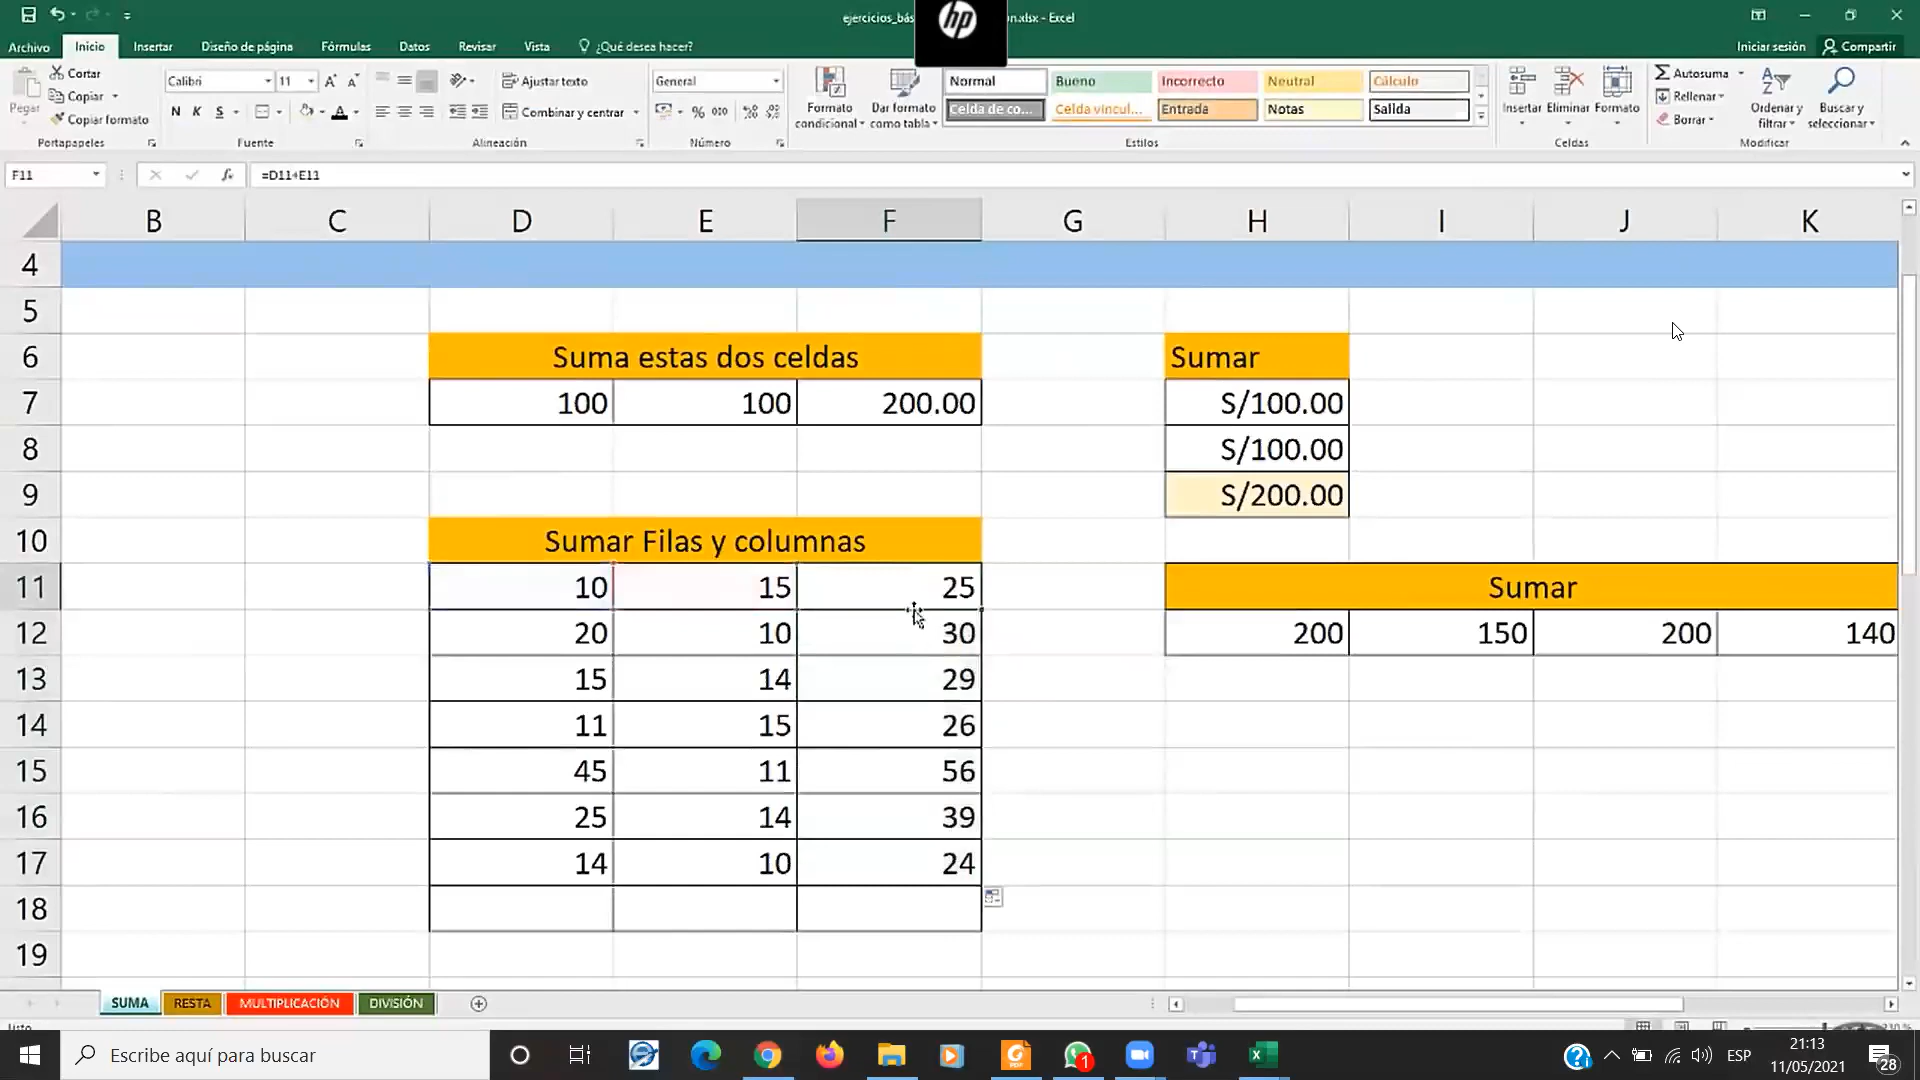 hp
n.xlsx - Excel
Archivo Inicio Insertar Diseño de página Fórmulas Datos Revisar Vista ¿Qué desea hacer? Iniciar sesión Compartir
Pegar
Cortar
Copiar
Copiar formato
Portapapeles
Calibri 11
N K S
Fuente
Ajustar texto
Combinar y centrar
Alineación
General
% 000
Número
Formato condicional
Dar formato como tabla
Normal Bueno Incorrecto Neutral Cálculo
Celda de co... Celda vincul... Entrada Notas Salida
Estilos
Insertar Eliminar Formato
Celdas
Autosuma
Rellenar
Borrar
Ordenar y filtrar
Buscar y seleccionar
Modificar
F11 fx =D11+E11
B C D E F G H I J K
4
5
6 Suma estas dos celdas Sumar
7 100 100 200.00 S/100.00
8 S/100.00
9 S/200.00
10 Sumar Filas y columnas
11 10 15 25 Sumar
12 20 10 30 200 150 200 140
13 15 14 29
14 11 15 26
15 45 11 56
16 25 14 39
17 14 10 24
18
19
SUMA RESTA MULTIPLICACIÓN DIVISIÓN
Escribe aquí para buscar
1
ESP
21:13
11/05/2021
28